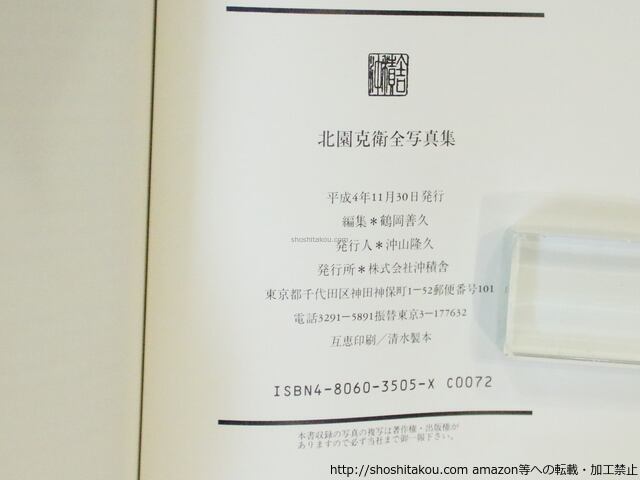 沖積舎
北園克衛全写真集
平成4年11月30日発行
編集＊鶴岡善久
shoshitakou.com
発行人＊沖山隆久
発行所＊株式会社沖積舎
東京都千代田区神田神保町1-52郵便番号101
電話3291-5891振替東京3-177632
互恵印刷／清水製本
ISBN4-8060-3505-X C0072
本書収録の写真の複写は著作権・出版権が
ありますので必ず当社まで御一報下さい。
http://shoshitakou.com amazon等への転載・加工禁止